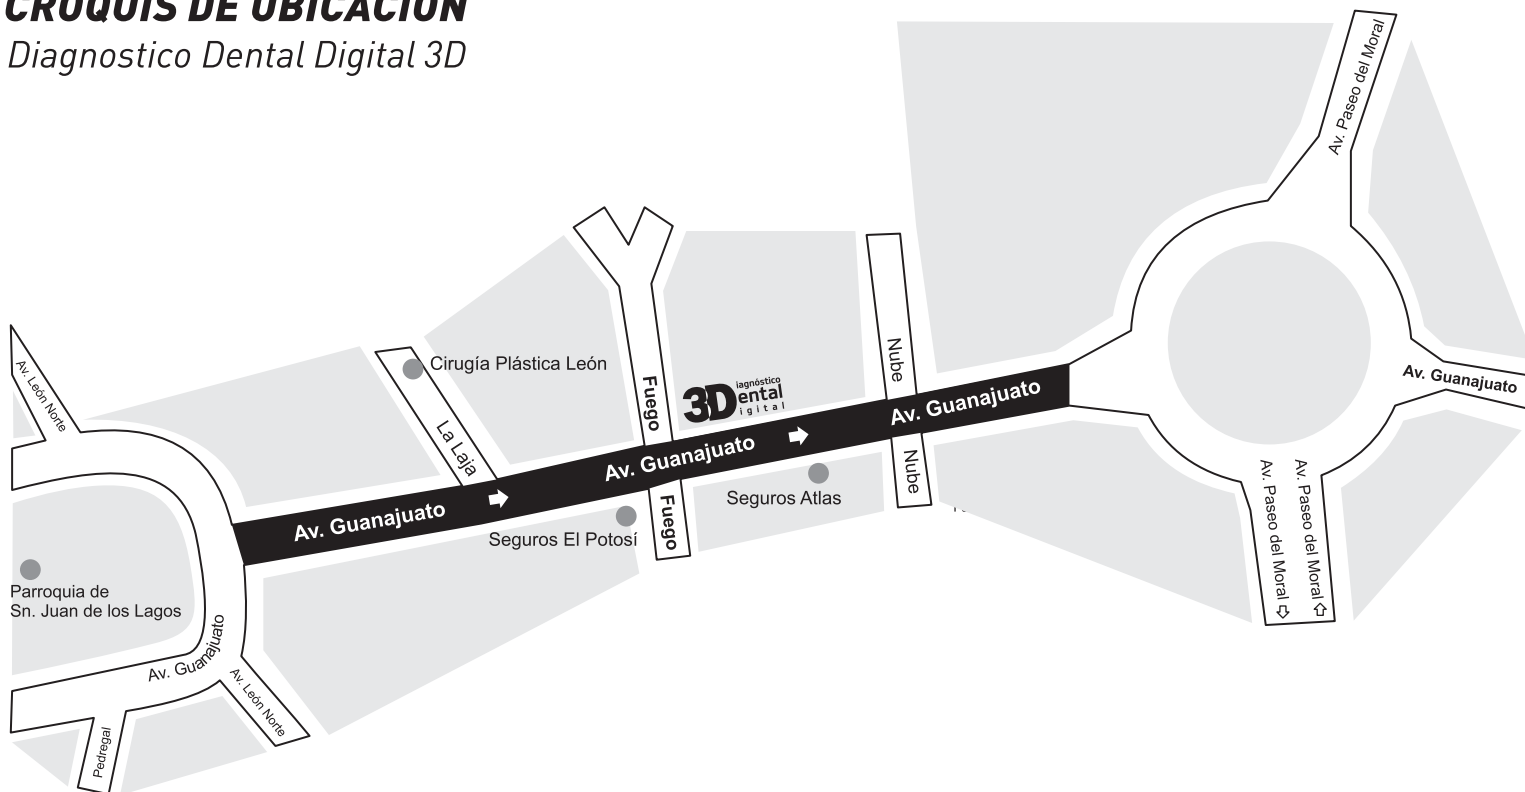 CROQUIS DE UBICACIÓN
Diagnostico Dental Digital 3D
Av. Paseo del Moral
Av. León Norte
Cirugía Plástica León
La Laja
Fuego
3D iagnóstico
ental
igital
Nube
Av. Guanajuato
Av. Guanajuato
Av. Guanajuato
Av. Guanajuato
Nube
Seguros Atlas
Fuego
Seguros El Potosí
Av. Paseo del Moral
Av. Paseo del Moral
Parroquia de
Sn. Juan de los Lagos
Av. Guanajuato
Av. León Norte
Pedregal